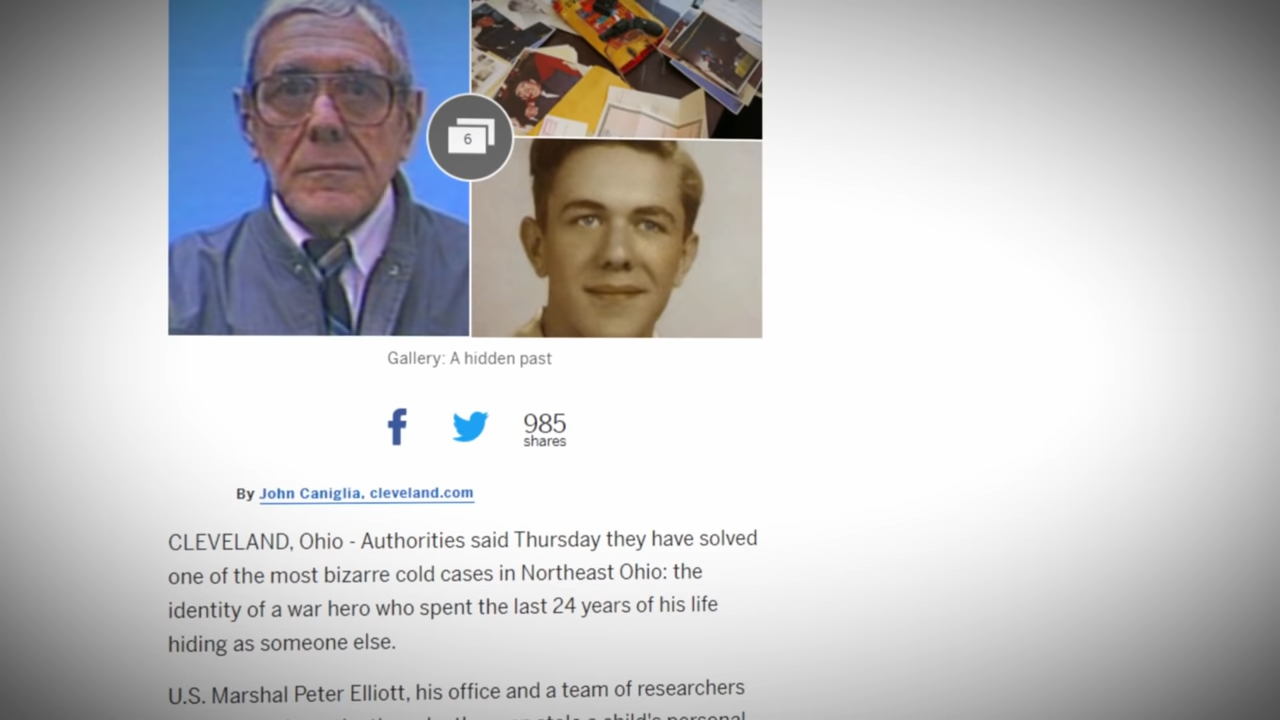 6
Gallery: A hidden past
985
shares
By John Caniglia, cleveland.com
CLEVELAND, Ohio - Authorities said Thursday they have solved
one of the most bizarre cold cases in Northeast Ohio: the
identity of a war hero who spent the last 24 years of his life
hiding as someone else.
U.S. Marshal Peter Elliott, his office and a team of researchers
child's personal